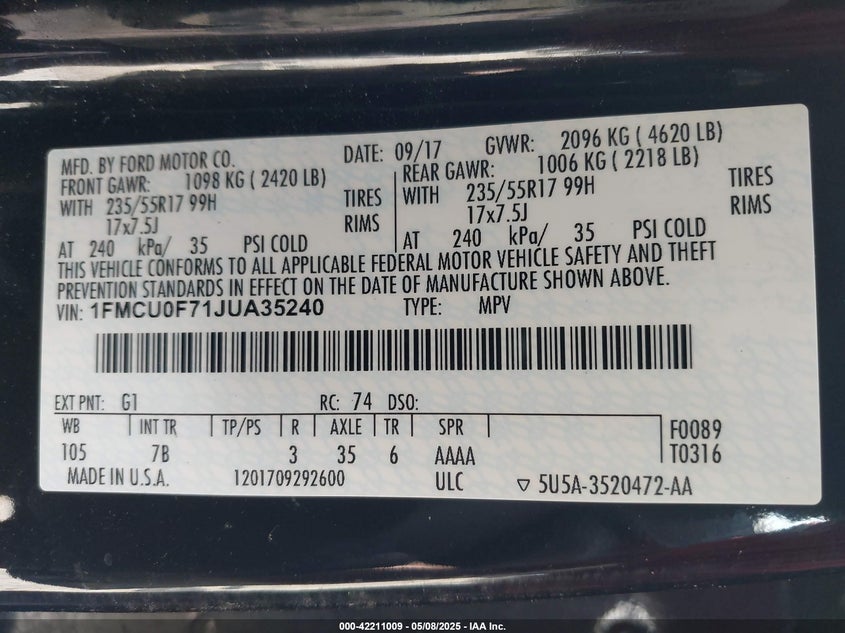 MFD. BY FORD MOTOR CO. DATE: 09/17 GVWR: 2096 KG ( 4620 LB)
FRONT GAWR: 1098 KG ( 2420 LB) REAR GAWR: 1006 KG ( 2218 LB)
WITH 235/55R17 99H TIRES WITH 235/55R17 99H TIRES
17x7.5J RIMS 17x7.5J RIMS
AT 240 kPa/ 35 PSI COLD AT 240 kPa/ 35 PSI COLD
THIS VEHICLE CONFORMS TO ALL APPLICABLE FEDERAL MOTOR VEHICLE SAFETY AND THEFT
PREVENTION STANDARDS IN EFFECT ON THE DATE OF MANUFACTURE SHOWN ABOVE.
VIN: 1FMCU0F71JUA35240 TYPE: MPV
EXT PNT: G1 RC: 74 DSO:
WB INT TR TP/PS R AXLE TR SPR F0089
105 7B 3 35 6 AAAA T0316
MADE IN U.S.A. 1201709292600 ULC ▽ 5U5A-3520472-AA
000-42211009 - 05/08/2025 - IAA Inc.